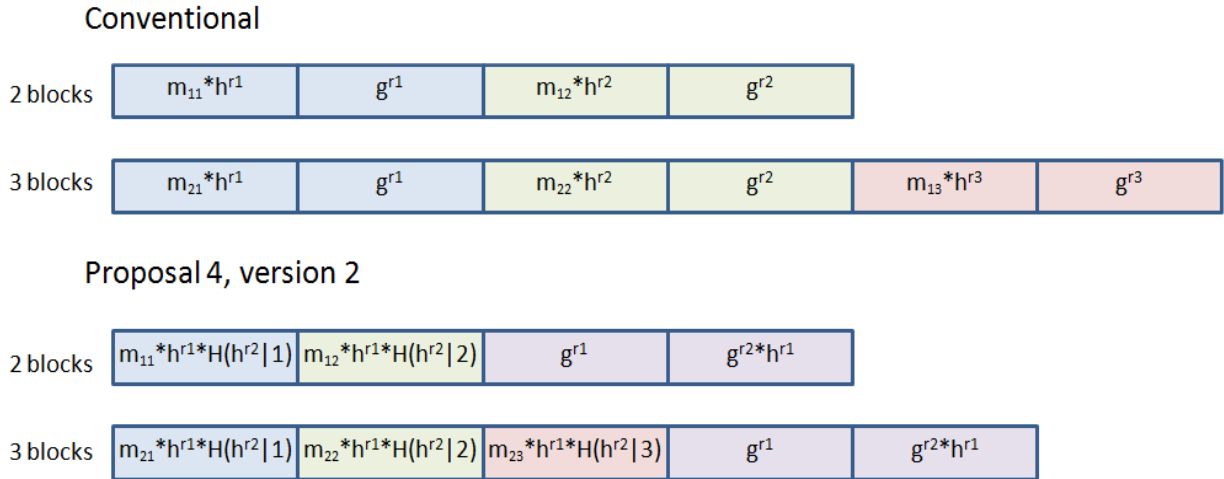 Conventional
2 blocks m₁₁*hʳ¹ gʳ¹ m₁₂*hʳ² gʳ²
3 blocks m₂₁*hʳ¹ gʳ¹ m₂₂*hʳ² gʳ² m₁₃*hʳ³ gʳ³
Proposal 4, version 2
2 blocks m₁₁*hʳ¹*H(hʳ²|1) m₁₂*hʳ¹*H(hʳ²|2) gʳ¹ gʳ²*hʳ¹
3 blocks m₂₁*hʳ¹*H(hʳ²|1) m₂₂*hʳ¹*H(hʳ²|2) m₂₃*hʳ¹*H(hʳ²|3) gʳ¹ gʳ²*hʳ¹